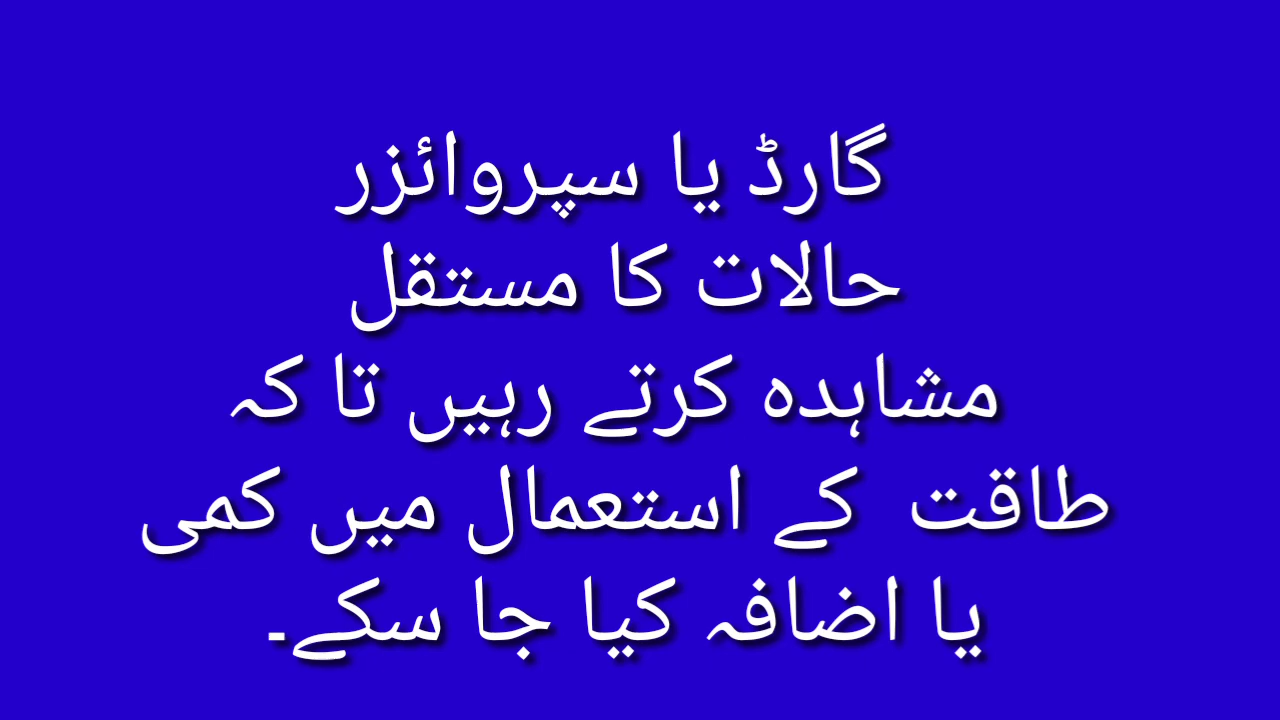 گارڈ یا سپروائزر
حالات کا مستقل
مشاہدہ کرتے رہیں تا کہ
طاقت کے استعمال میں کمی
یا اضافہ کیا جا سکے۔